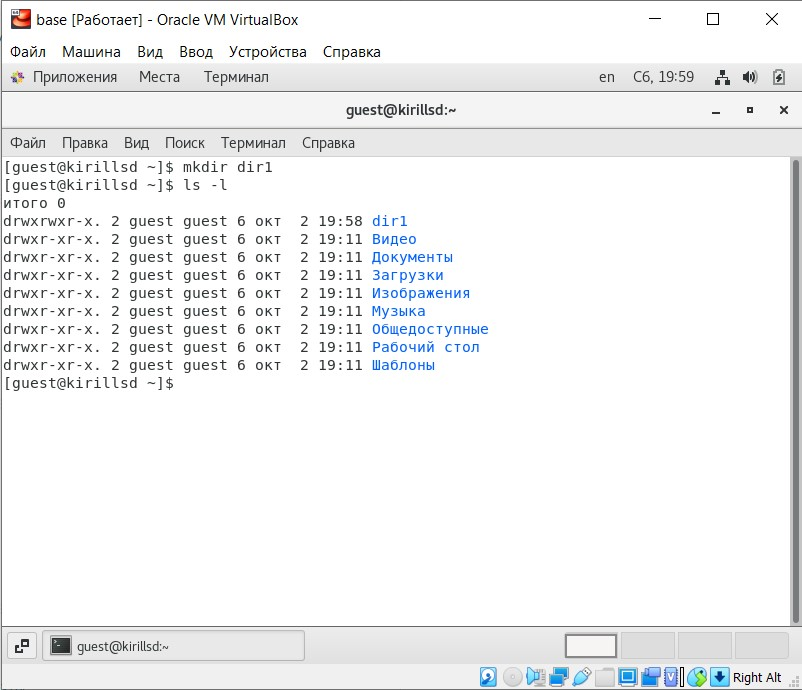 base [Работает] - Oracle VM VirtualBox
Файл Машина Вид Ввод Устройства Справка
Приложения Места Терминал en Сб, 19:59
guest@kirillsd:~
Файл Правка Вид Поиск Терминал Справка
[guest@kirillsd ~]$ mkdir dir1
[guest@kirillsd ~]$ ls -l
итого 0
drwxrwxr-x. 2 guest guest 6 окт  2 19:58 dir1
drwxr-xr-x. 2 guest guest 6 окт  2 19:11 Видео
drwxr-xr-x. 2 guest guest 6 окт  2 19:11 Документы
drwxr-xr-x. 2 guest guest 6 окт  2 19:11 Загрузки
drwxr-xr-x. 2 guest guest 6 окт  2 19:11 Изображения
drwxr-xr-x. 2 guest guest 6 окт  2 19:11 Музыка
drwxr-xr-x. 2 guest guest 6 окт  2 19:11 Общедоступные
drwxr-xr-x. 2 guest guest 6 окт  2 19:11 Рабочий стол
drwxr-xr-x. 2 guest guest 6 окт  2 19:11 Шаблоны
[guest@kirillsd ~]$
guest@kirillsd:~
Right Alt